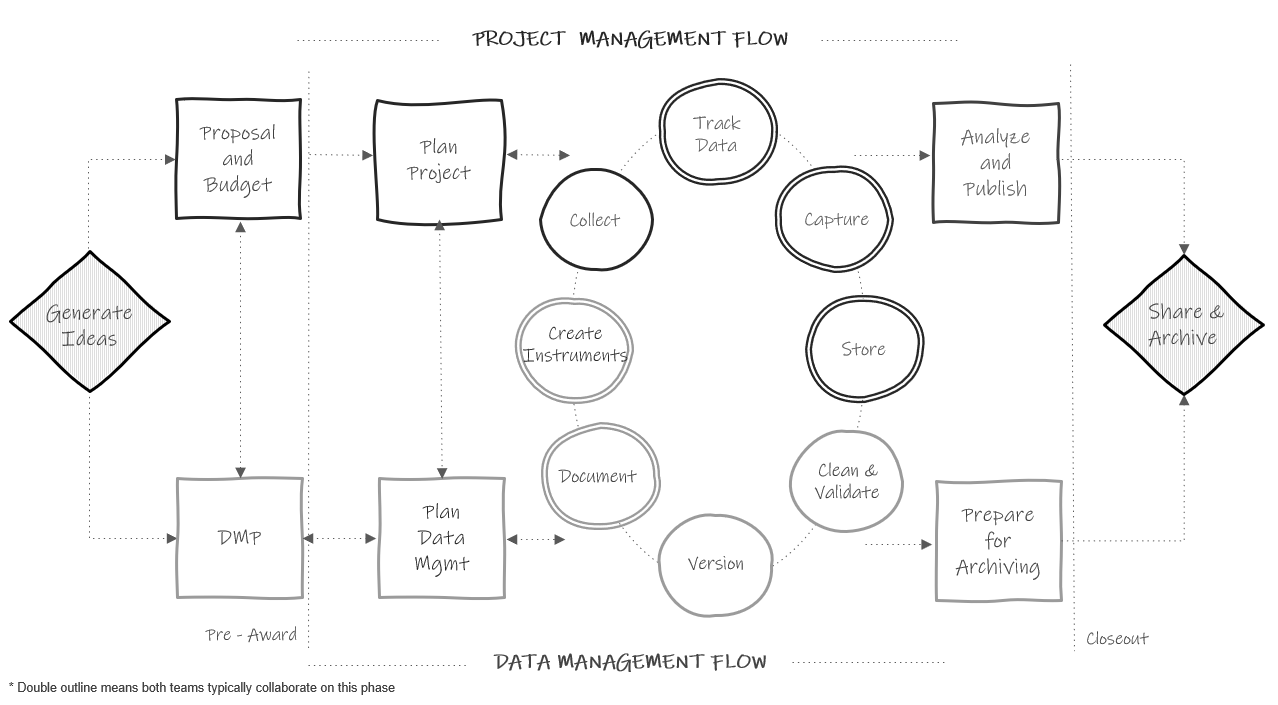 PROJECT MANAGEMENT FLOW
Proposal
and
Budget
Plan
Project
Track
Data
Analyze
and
Publish
Collect
Capture
Generate
Ideas
Create
Instruments
Store
Share &
Archive
Document
Clean &
Validate
DMP
Plan
Data
Mgmt
Version
Prepare
for
Archiving
Pre - Award
Closeout
DATA MANAGEMENT FLOW
* Double outline means both teams typically collaborate on this phase